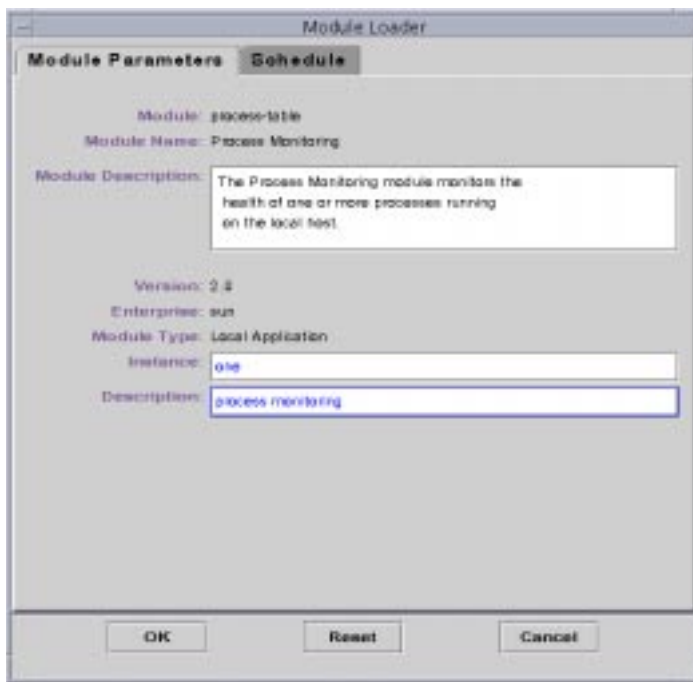 Module Loader
Module Parameters Schedule
Module: process-table
Module Name: Process Monitoring
Module Description: The Process Monitoring module monitors the
health of one or more processes running
on the local host.
Version:
Enterprise: sun
Module Type: Local Application
Instance: one
Description: process monitoring
OK Reset Cancel